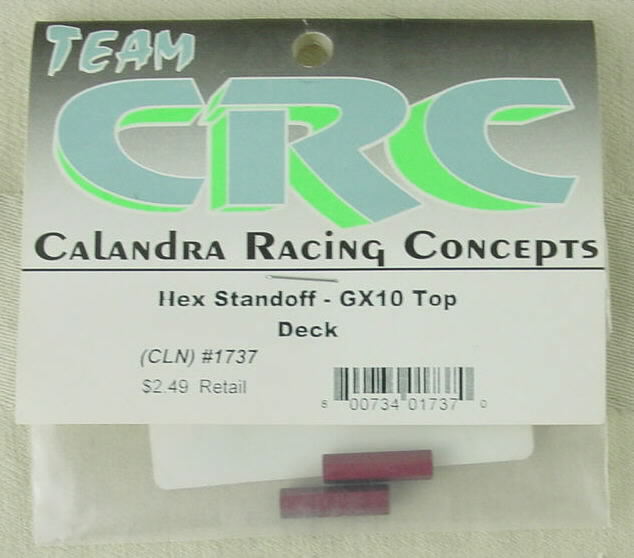 TEAM
CRC
CALANDRA RACING CONCEPTS
Hex Standoff - GX10 Top
Deck
(CLN) #1737
$2.49 Retail
8 00734 01737 0